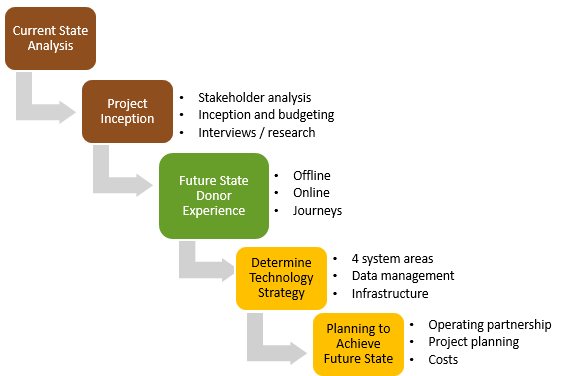 Current State
Analysis
Project
Inception
• Stakeholder analysis
• Inception and budgeting
• Interviews / research
Future State
Donor
Experience
• Offline
• Online
• Journeys
Determine
Technology
Strategy
• 4 system areas
• Data management
• Infrastructure
Planning to
Achieve
Future State
• Operating partnership
• Project planning
• Costs